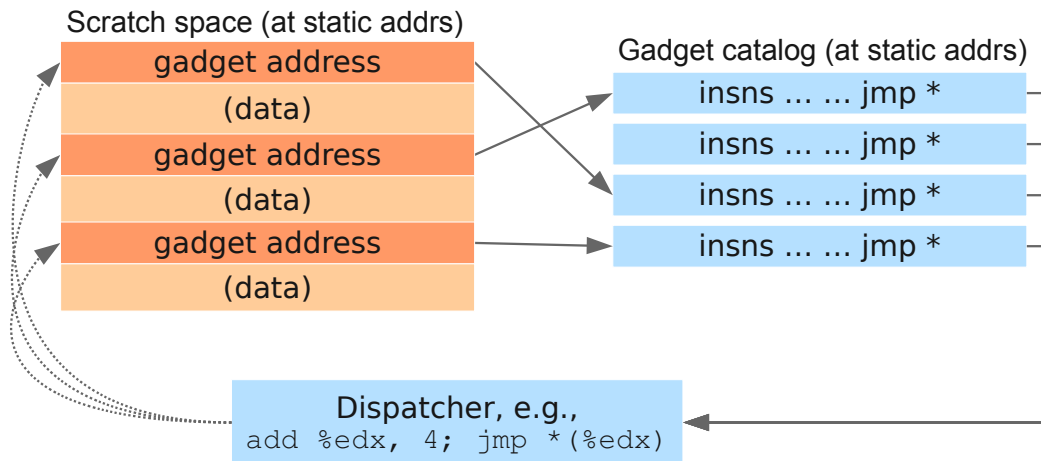 Scratch space (at static addrs)
gadget address
(data)
gadget address
(data)
gadget address
(data)
Gadget catalog (at static addrs)
insns ... ... jmp *
insns ... ... jmp *
insns ... ... jmp *
insns ... ... jmp *
Dispatcher, e.g.,
add %edx, 4; jmp *(%edx)